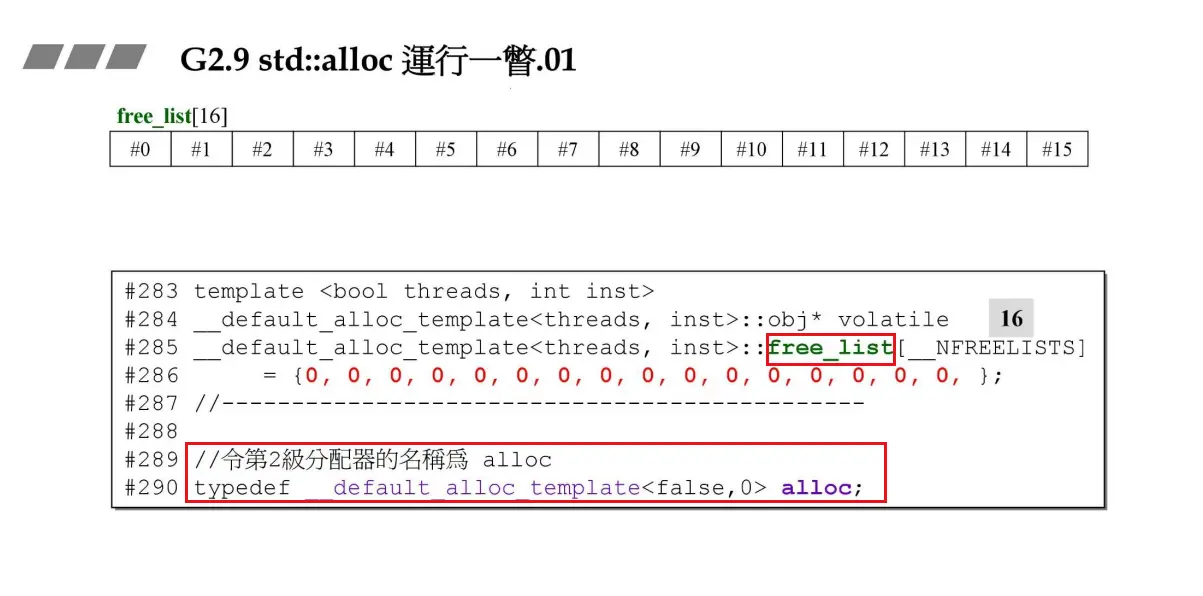 G2.9 std::alloc 運行一瞥.01
free_list[16]
#0 #1 #2 #3 #4 #5 #6 #7 #8 #9 #10 #11 #12 #13 #14 #15
#283 template <bool threads, int inst>
#284 __default_alloc_template<threads, inst>::obj* volatile 16
#285 __default_alloc_template<threads, inst>::free_list[__NFREELISTS]
#286 = {0, 0, 0, 0, 0, 0, 0, 0, 0, 0, 0, 0, 0, 0, 0, 0, };
#287 //----------------------------------------------
#288
#289 //令第2級分配器的名稱爲 alloc
#290 typedef __default_alloc_template<false,0> alloc;